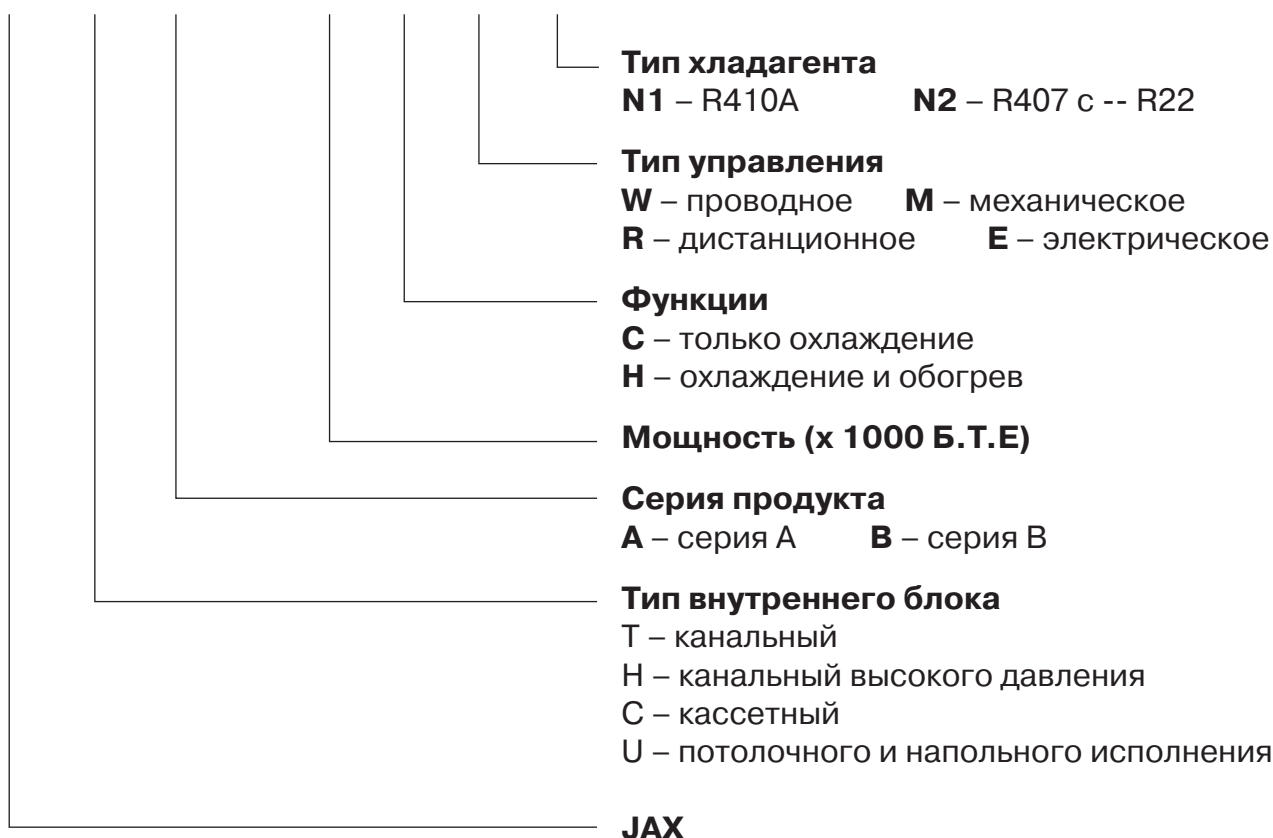 Тип хладагента
N1 – R410A N2 – R407 с -- R22
Тип управления
W – проводное M – механическое
R – дистанционное E – электрическое
Функции
C – только охлаждение
H – охлаждение и обогрев
Мощность (х 1000 Б.Т.Е)
Серия продукта
A – серия A B – серия B
Тип внутреннего блока
T – канальный
H – канальный высокого давления
C – кассетный
U – потолочного и напольного исполнения
JAX